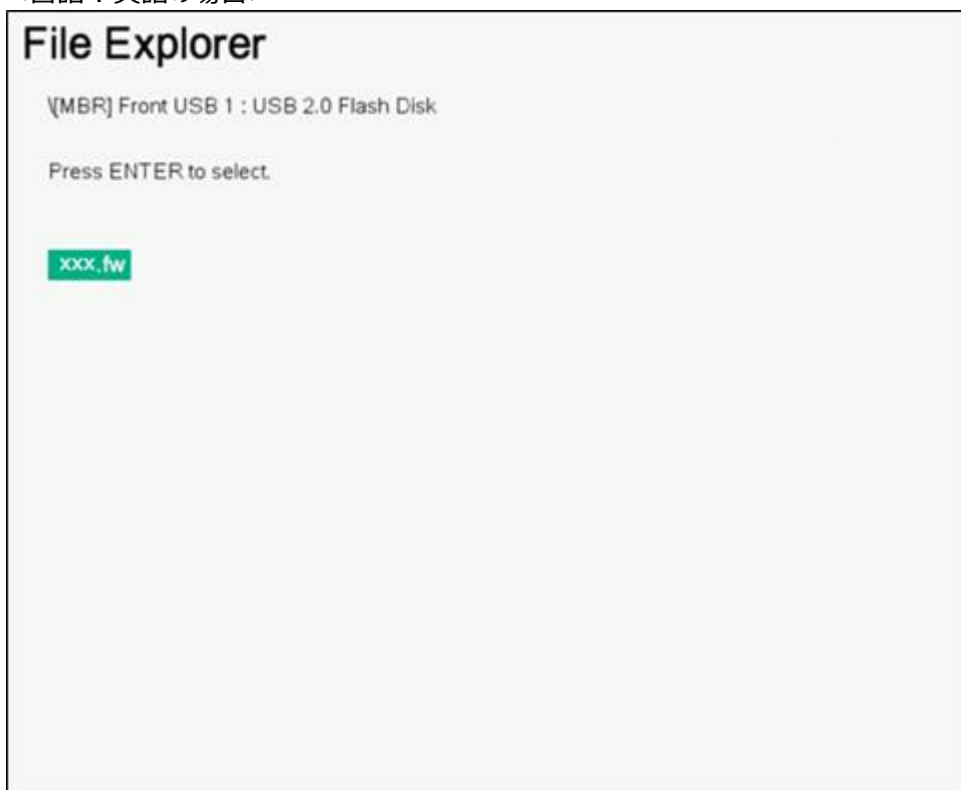 File Explorer
\[MBR] Front USB 1 : USB 2.0 Flash Disk
Press ENTER to select.
xxx.fw